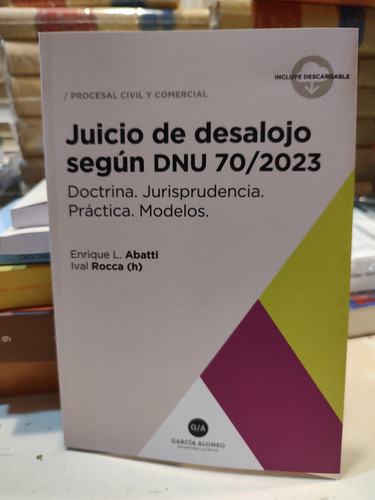 INCLUYE DESCARGABLE
/ PROCESAL CIVIL Y COMERCIAL
Juicio de desalojo
según DNU 70/2023
Doctrina. Jurisprudencia.
Práctica. Modelos.
Enrique L. Abatti
Ival Rocca (h)
G/A
GARCÍA ALONSO